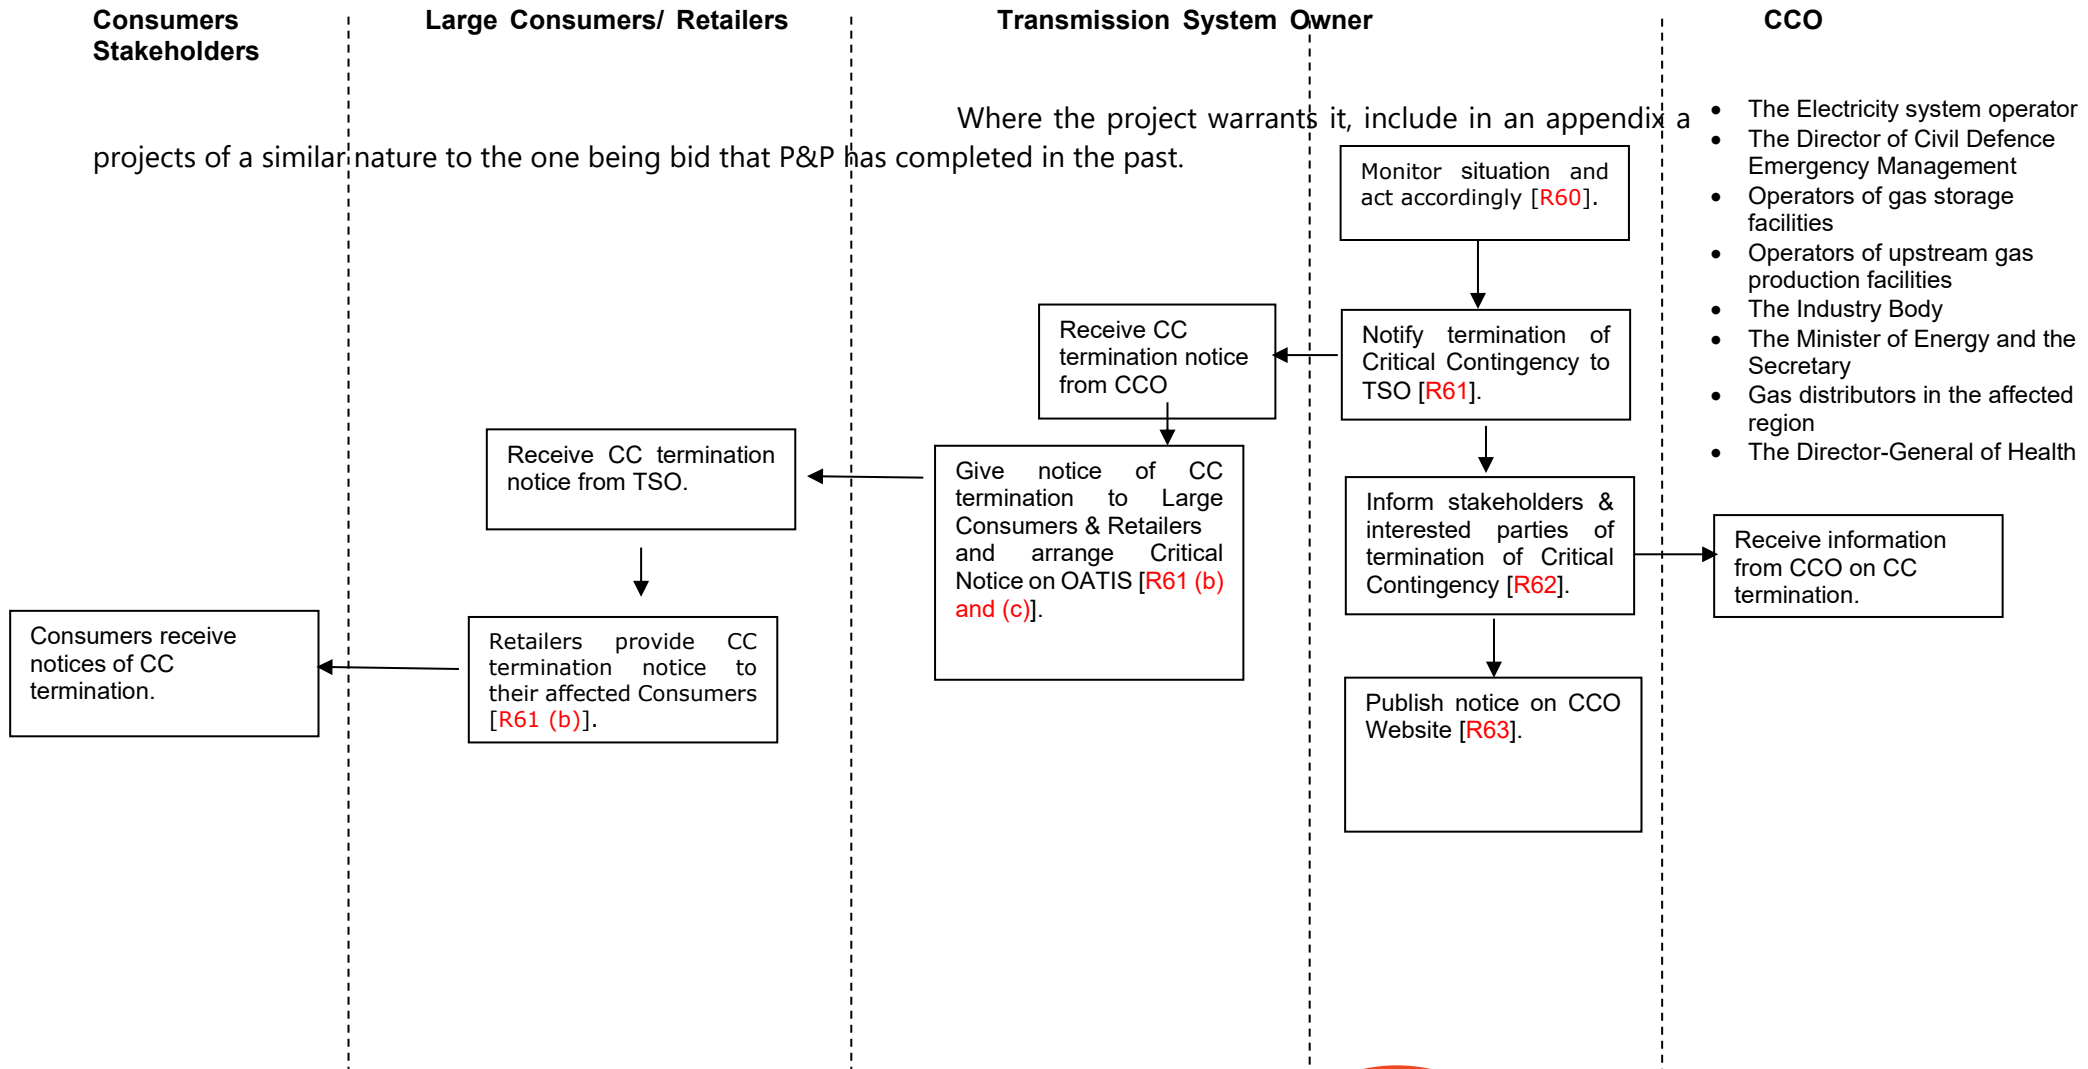 Consumers Large Consumers/ Retailers Transmission System Owner CCO
Stakeholders
Where the project warrants it, include in an appendix a
projects of a similar nature to the one being bid that P&P has completed in the past.
• The Electricity system operator
• The Director of Civil Defence
Emergency Management
• Operators of gas storage
facilities
• Operators of upstream gas
production facilities
• The Industry Body
• The Minister of Energy and the
Secretary
• Gas distributors in the affected
region
• The Director-General of Health
Monitor situation and
act accordingly [R60].
Notify termination of
Critical Contingency to
TSO [R61].
Receive CC
termination notice
from CCO
Give notice of CC
termination to Large
Consumers & Retailers
and arrange Critical
Notice on OATIS [R61 (b)
and (c)].
Receive CC termination
notice from TSO.
Retailers provide CC
termination notice to
their affected Consumers
[R61 (b)].
Consumers receive
notices of CC
termination.
Inform stakeholders &
interested parties of
termination of Critical
Contingency [R62].
Receive information
from CCO on CC
termination.
Publish notice on CCO
Website [R63].